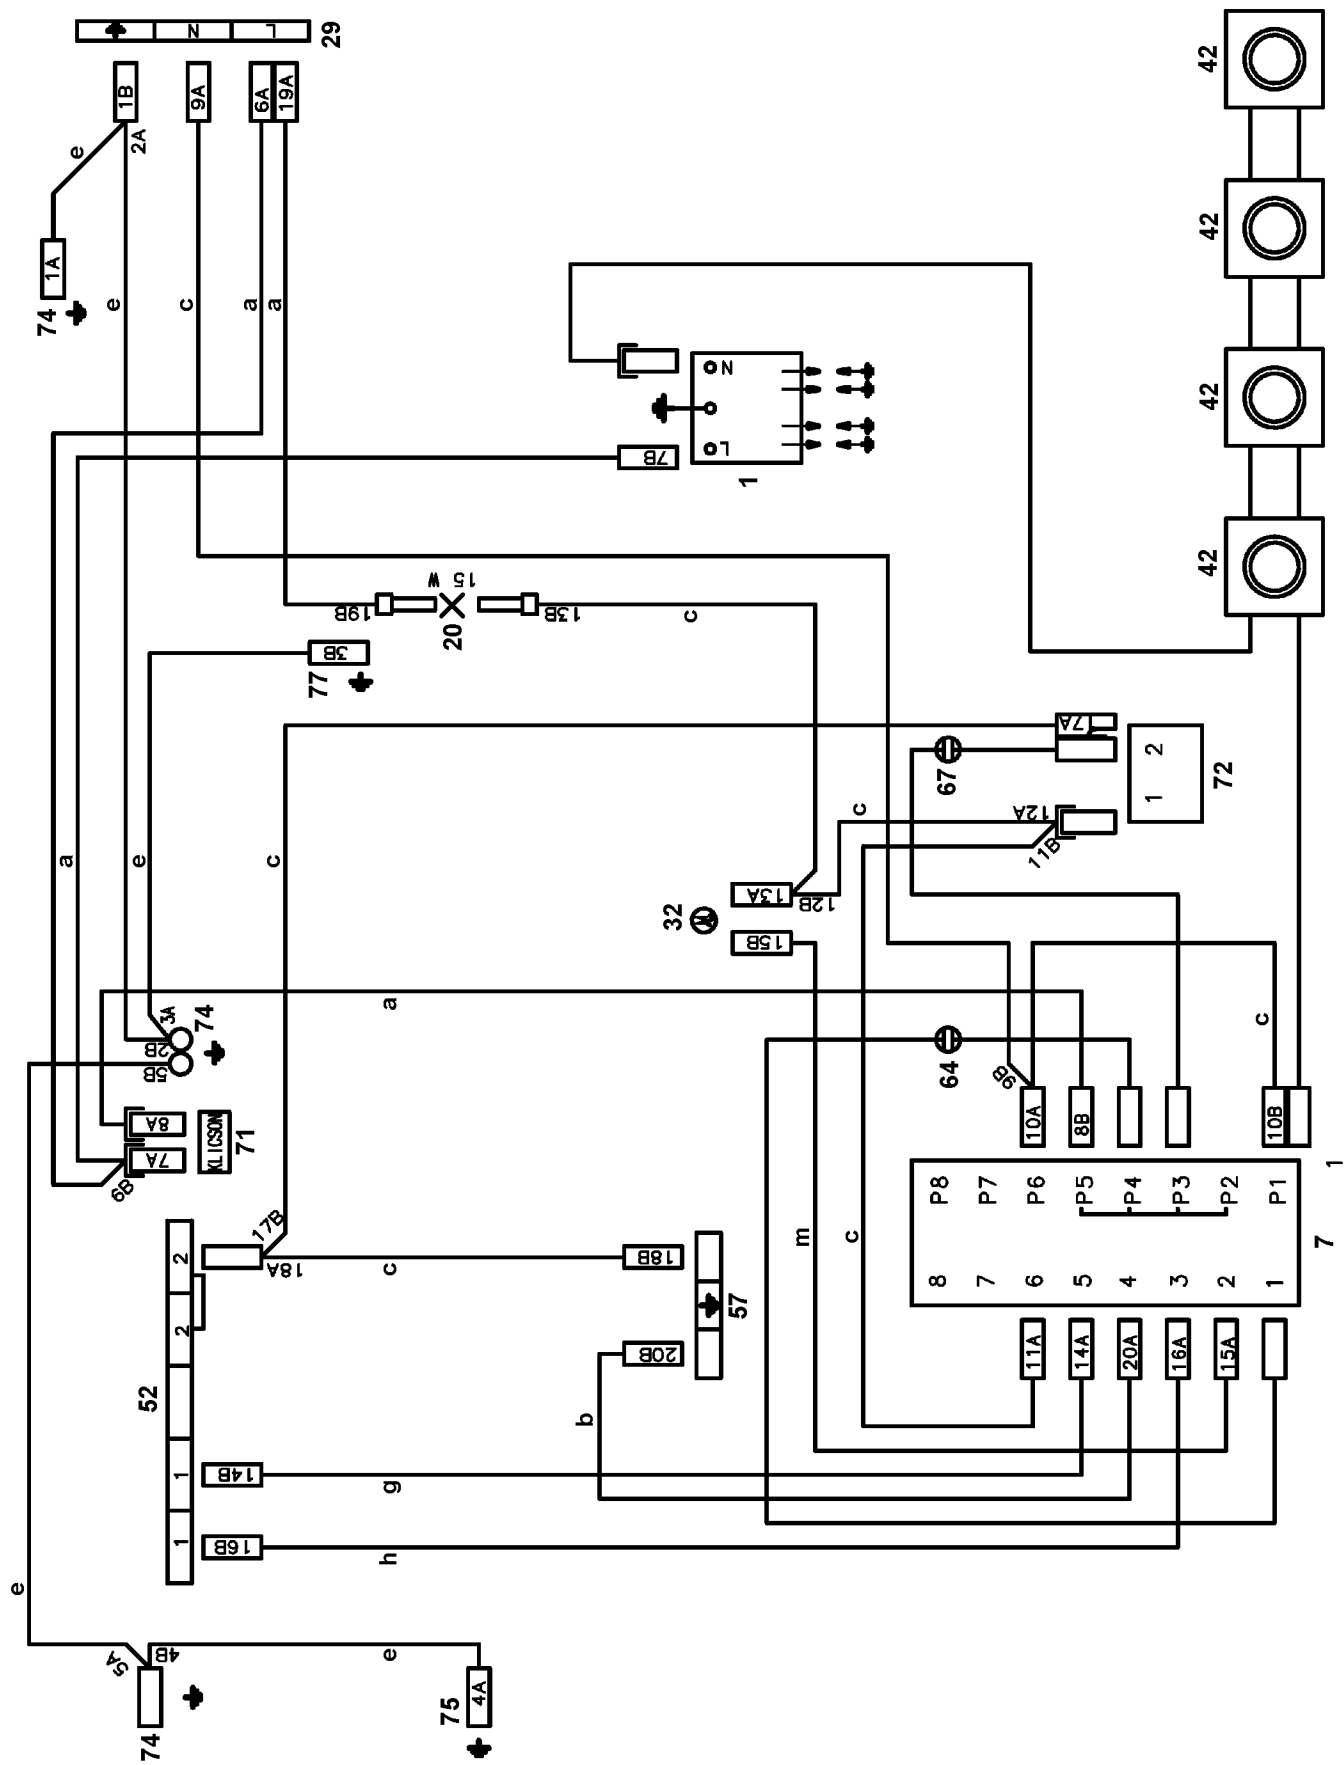 N
L
29
1B
9A
6A
19A
2A
e
1A
74
e
c
a
a
42
42
42
42
N
L
7B
1
15 W
19B
20
13B
c
3B
77
17A
2
1
72
67
12A
11B
c
a
e
c
32
13A
12B
15B
3A
74
2B
5B
a
64
9B
c
8A
7A
KLICSON
71
6B
10A
8B
10B
1
P8
P7
P6
P5
P4
P3
P2
P1
8
7
6
5
4
3
2
1
7
17B
18A
c
18B
m
c
2
2
52
1
1
57
20B
b
11A
14A
20A
16A
15A
14B
g
16B
h
e
5A
4B
e
74
75
4A